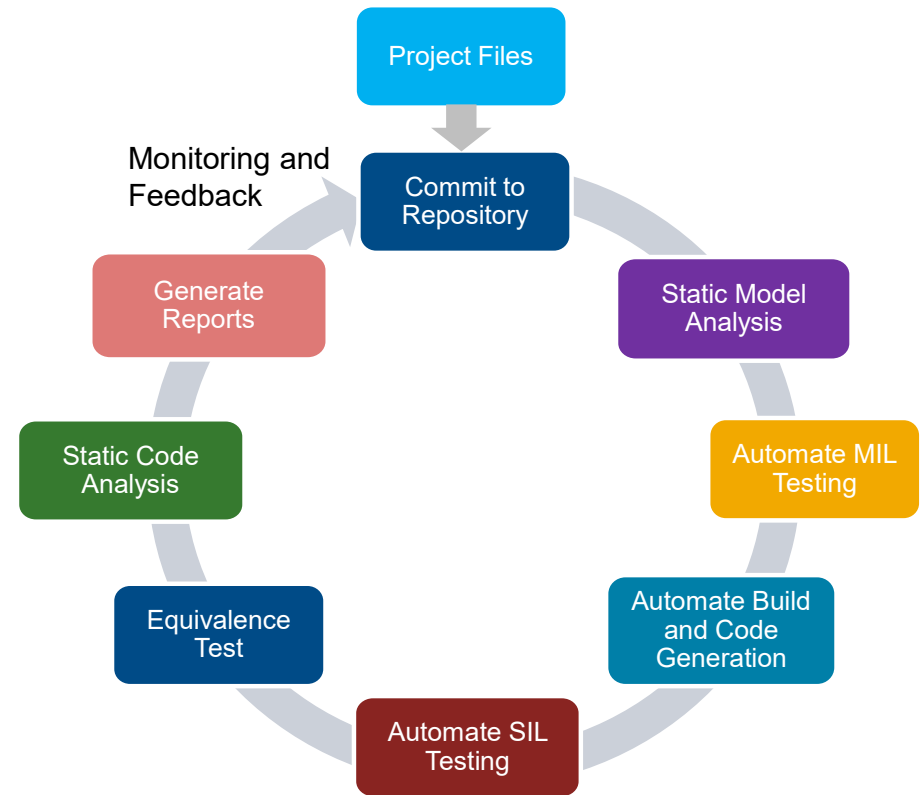 Project Files
Monitoring and
Feedback
Commit to
Repository
Static Model
Analysis
Automate MIL
Testing
Automate Build
and Code
Generation
Automate SIL
Testing
Equivalence
Test
Static Code
Analysis
Generate
Reports